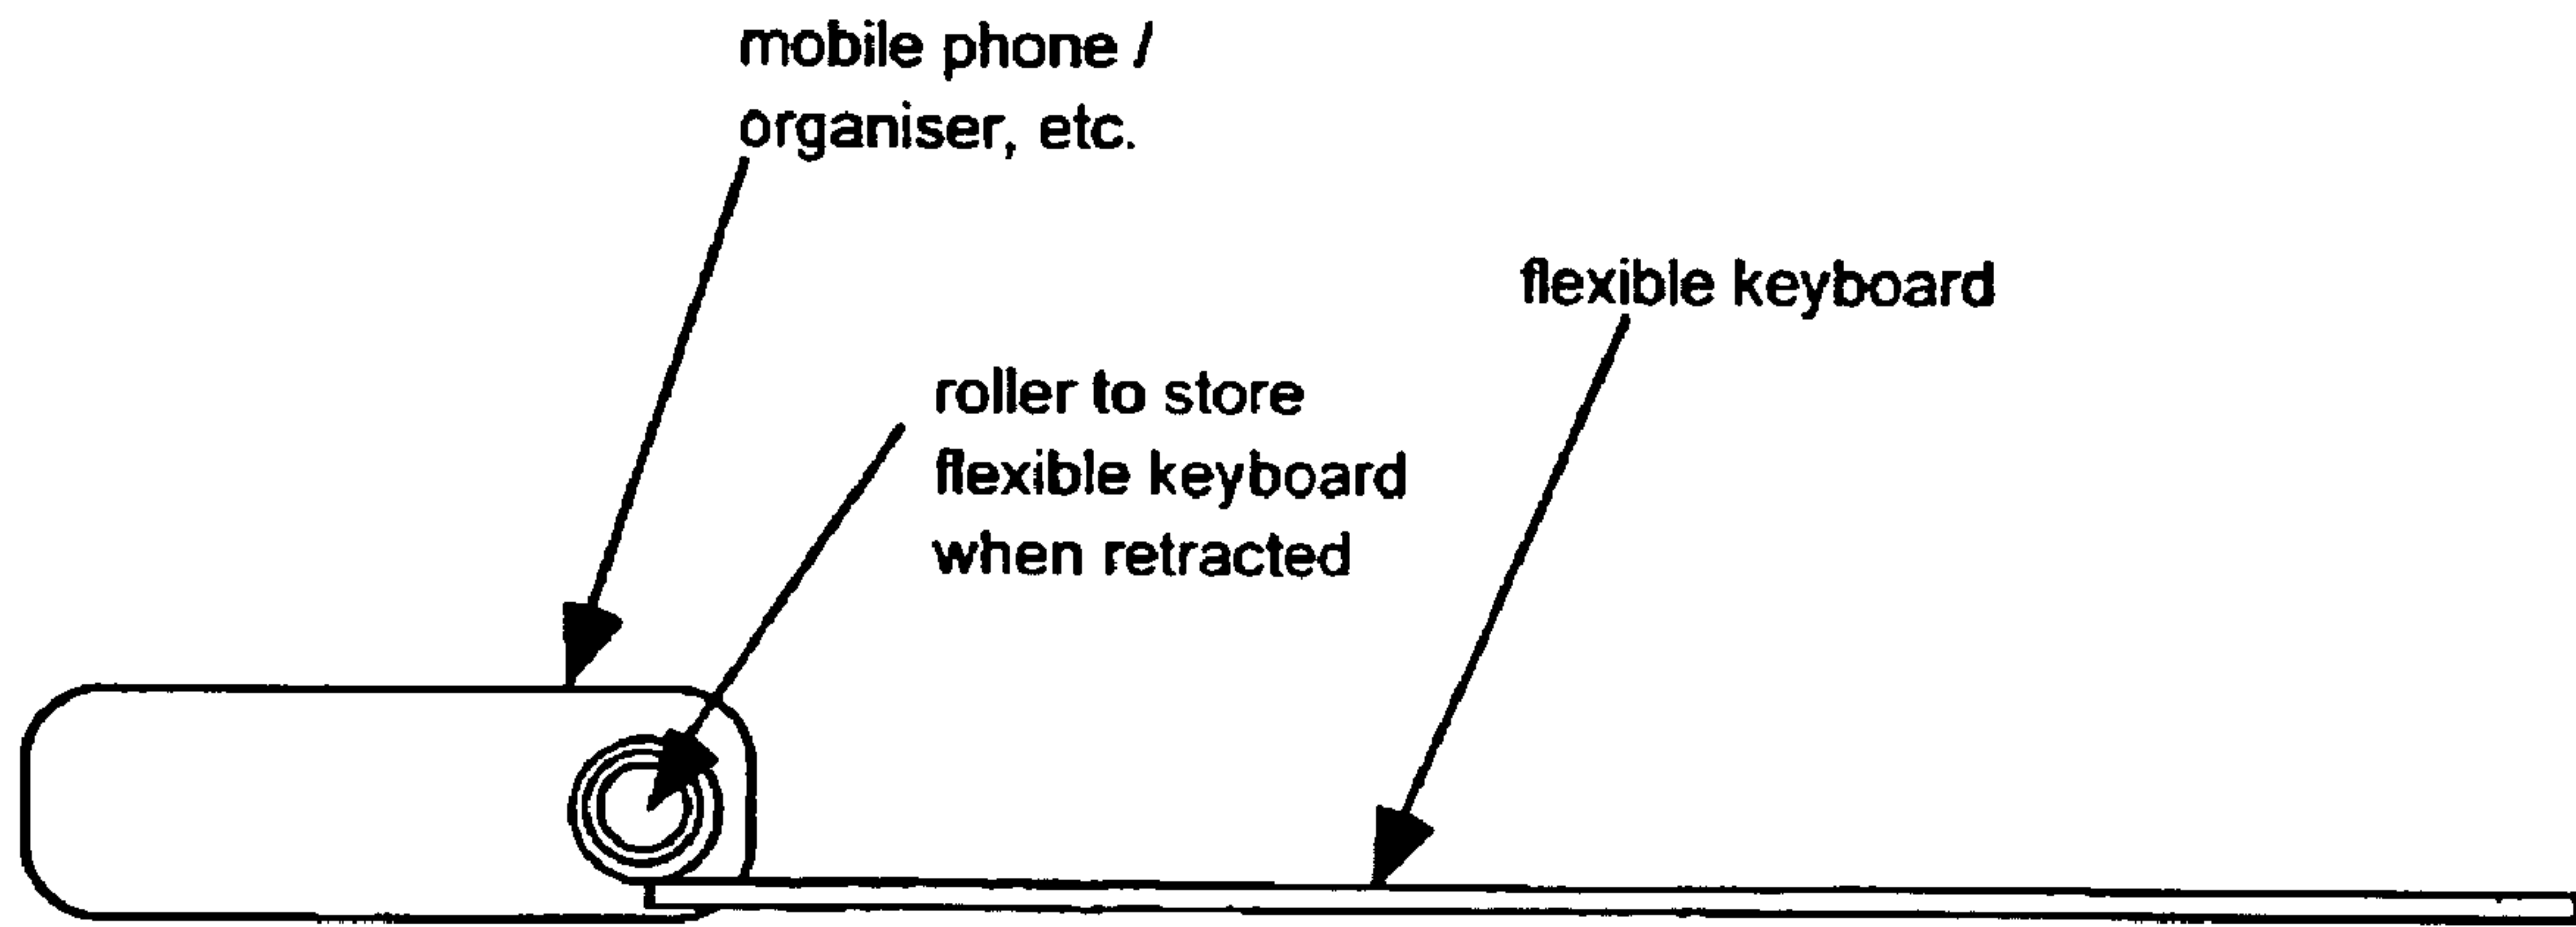 mobile phone /
organiser, etc.
flexible keyboard
roller to store
flexible keyboard
when retracted